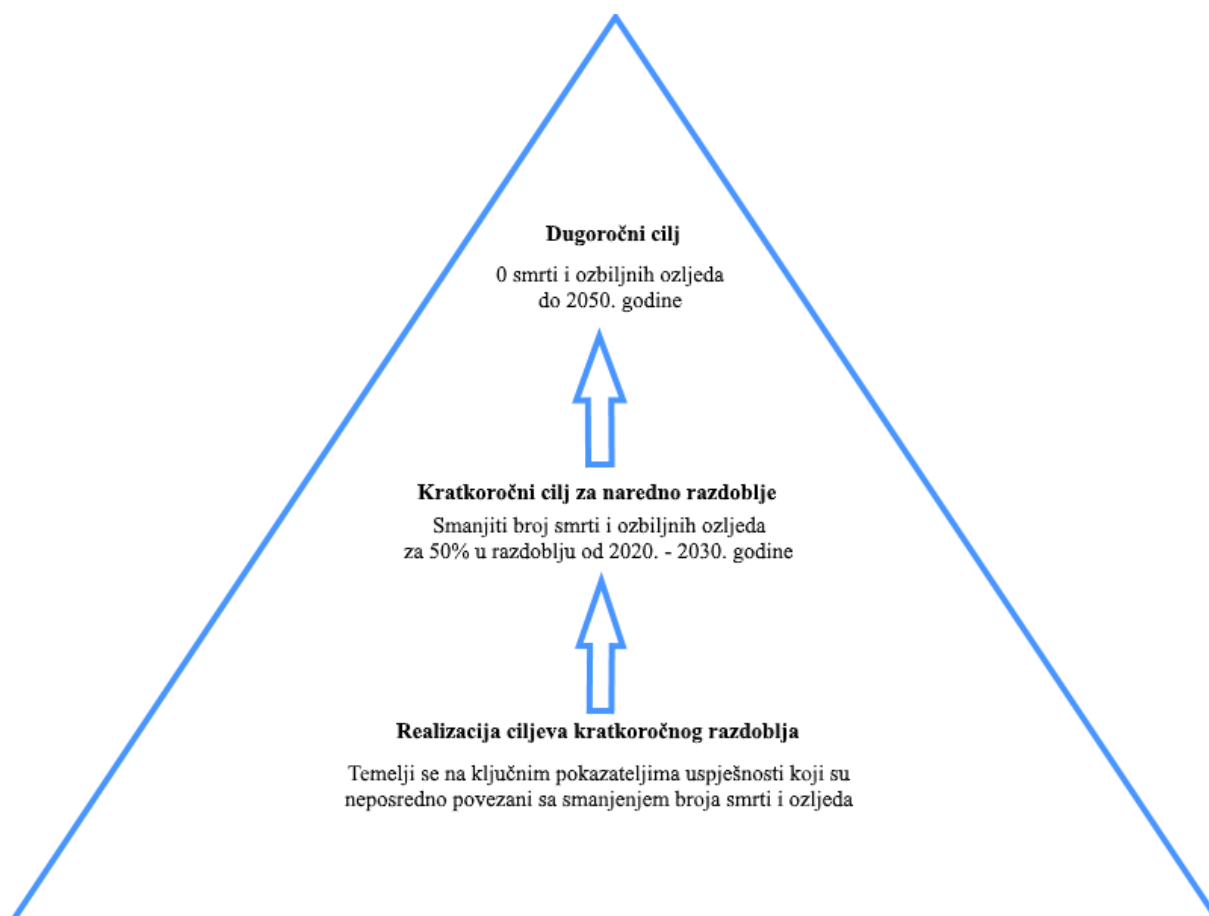 Dugoročni cilj
0 smrti i ozbiljnih ozljeda
do 2050. godine
Kratkoročni cilj za naredno razdoblje
Smanjiti broj smrti i ozbiljnih ozljeda
za 50% u razdoblju od 2020. - 2030. godine
Realizacija ciljeva kratkoročnog razdoblja
Temelji se na ključnim pokazateljima uspješnosti koji su
neposredno povezani sa smanjenjem broja smrti i ozljeda